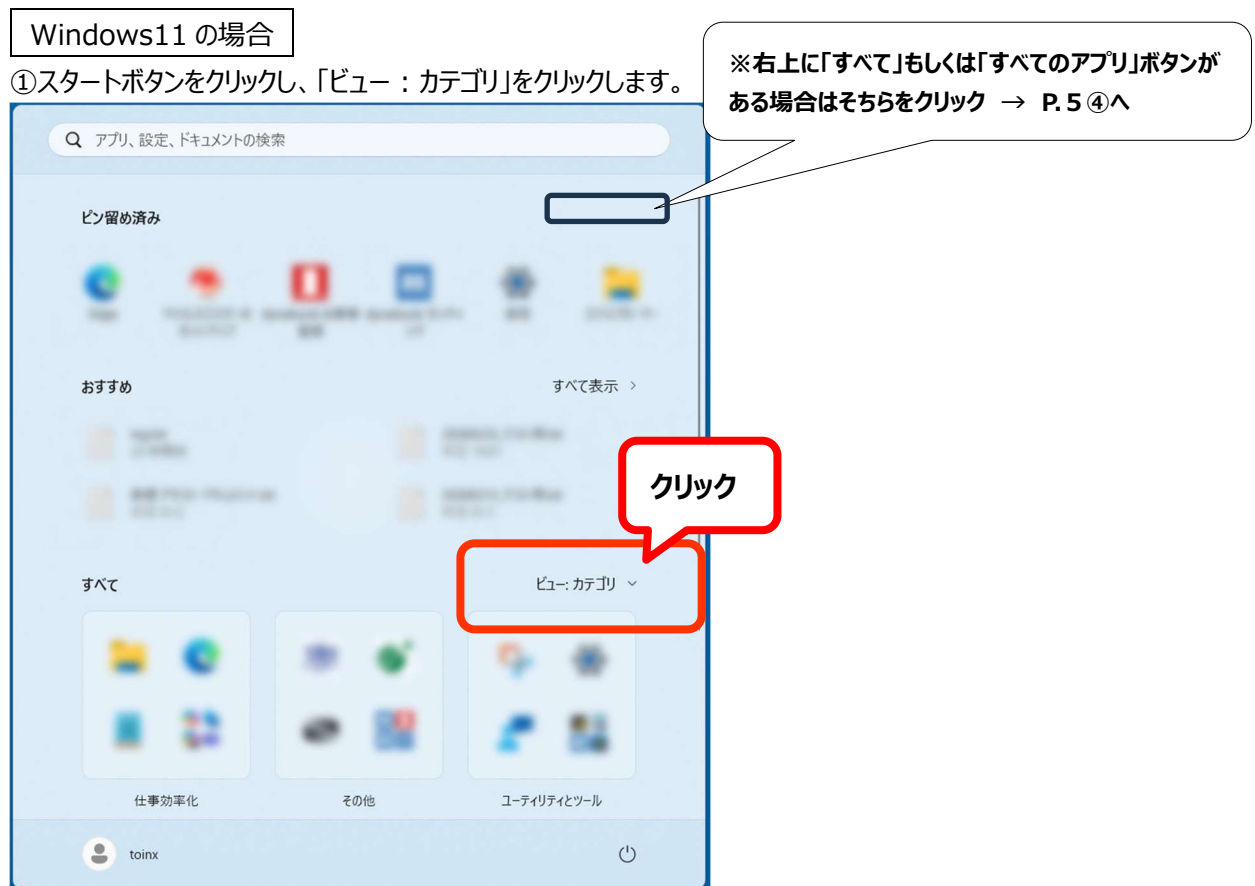 Windows11 の場合
①スタートボタンをクリックし、「ビュー：カテゴリ」をクリックします。
※右上に「すべて」もしくは「すべてのアプリ」ボタンが
ある場合はそちらをクリック → P.５④へ
アプリ、設定、ドキュメントの検索
ピン留め済み
おすすめ
すべて表示 >
クリック
すべて
ビュー: カテゴリ
仕事効率化
その他
ユーティリティとツール
toinx